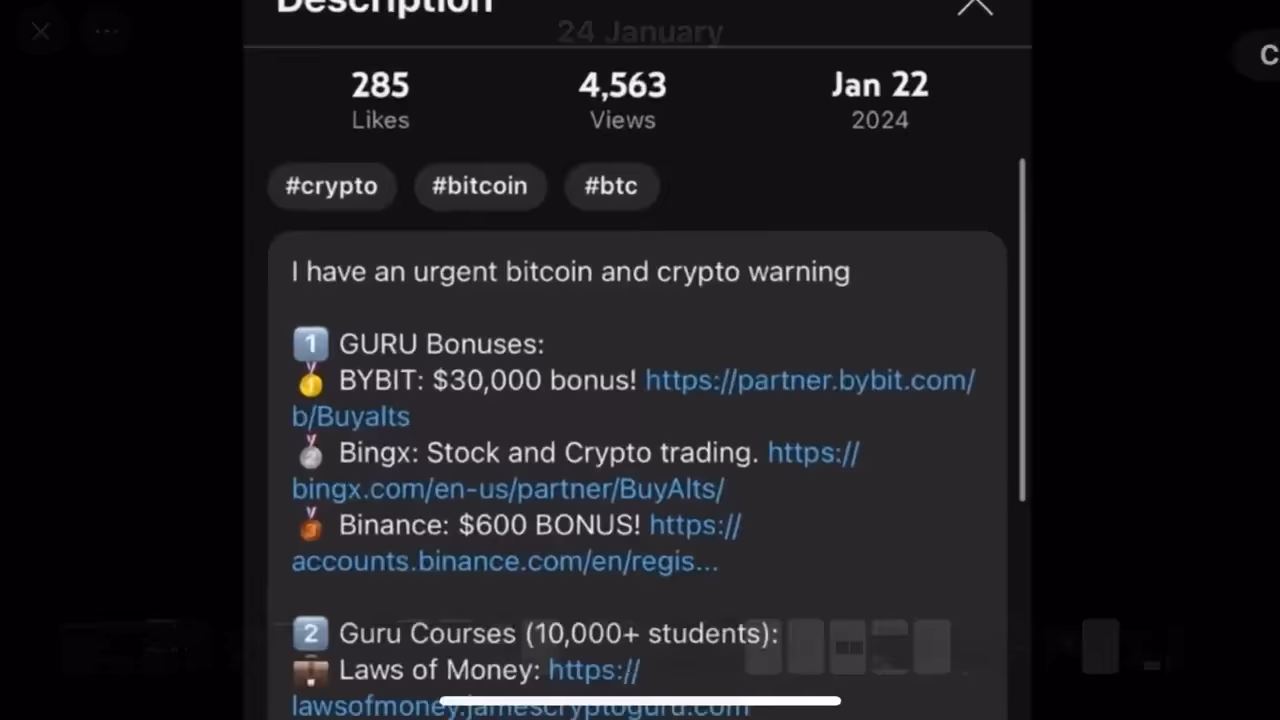 Description
24 January
C
285
4,563
Jan 22
Likes
Views
2024
#crypto
#bitcoin
#btc
I have an urgent bitcoin and crypto warning
1 GURU Bonuses:
BYBIT: $30,000 bonus! https://partner.bybit.com/
b/Buyalts
Bingx: Stock and Crypto trading. https://
bingx.com/en-us/partner/BuyAlts/
Binance: $600 BONUS! https://
accounts.binance.com/en/regis...
2 Guru Courses (10,000+ students):
Laws of Money: https://
lawsofmoney.jamescryptoguru.com